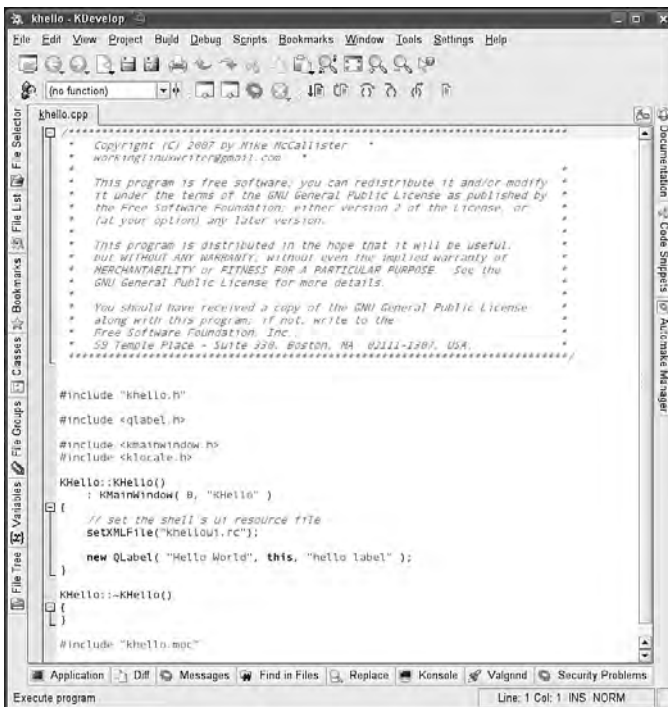 khello - KDevelop
File Edit View Project Build Debug Scripts Bookmarks Window Tools Settings Help
(no function)
khello.cpp
/*************************************************************************
* Copyright (C) 2007 by Mike McCallister *
* workinglinuxwriter@gmail.com *
* *
* This program is free software; you can redistribute it and/or modify *
* it under the terms of the GNU General Public License as published by *
* the Free Software Foundation; either version 2 of the License, or *
* (at your option) any later version. *
* *
* This program is distributed in the hope that it will be useful, *
* but WITHOUT ANY WARRANTY; without even the implied warranty of *
* MERCHANTABILITY or FITNESS FOR A PARTICULAR PURPOSE. See the *
* GNU General Public License for more details. *
* *
* You should have received a copy of the GNU General Public License *
* along with this program; if not, write to the *
* Free Software Foundation, Inc., *
* 59 Temple Place - Suite 330, Boston, MA 02111-1307, USA. *
*************************************************************************/
#include "khello.h"
#include <qlabel.h>
#include <kmainwindow.h>
#include <klocale.h>
KHello::KHello()
: KMainWindow( 0, "KHello" )
{
// set the shell's ui resource file
setXMLFile("khelloui.rc");
new QLabel( "Hello World", this, "hello label" );
}
KHello::~KHello()
{
}
#include "khello.moc"
File Selector
File List
Bookmarks
Classes
File Groups
Variables
File Tree
Documentation
Code Snippets
Automake Manager
Application Diff Messages Find in Files Replace Konsole Valgrind Security Problems
Execute program
Line: 1 Col: 1 INS NORM